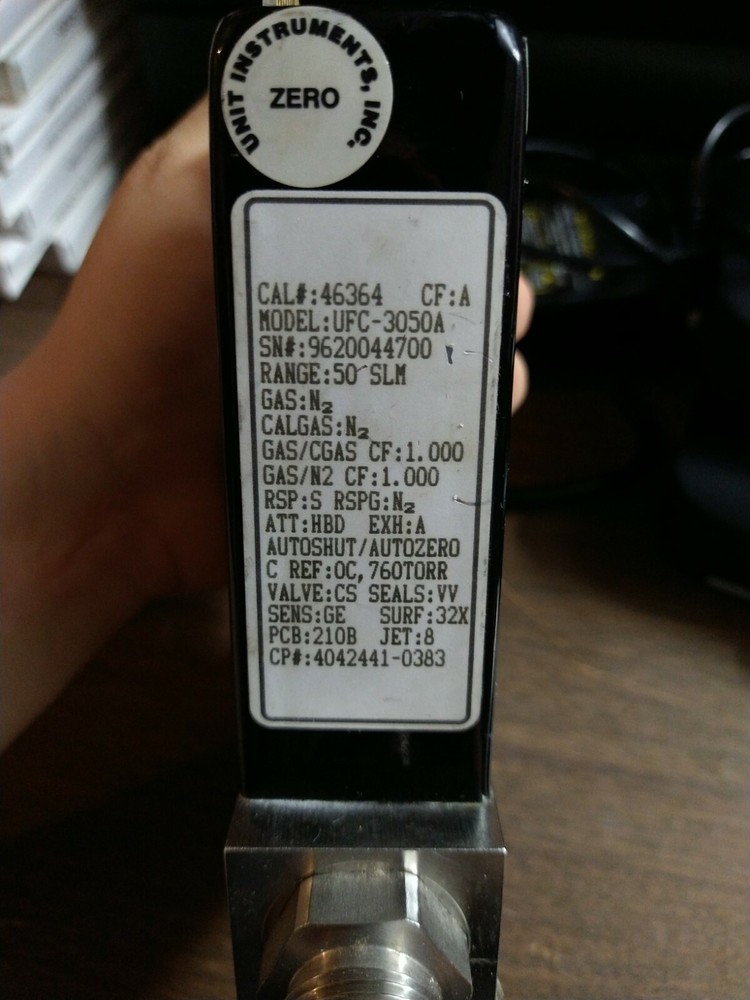 UNIT INSTRUMENTS, INC.
ZERO
CAL#:46364 CF:A
MODEL:UFC-3050A
SN#:9620044700
RANGE:50 SLM
GAS:N₂
CALGAS:N₂
GAS/CGAS CF:1.000
GAS/N2 CF:1.000
RSP:S RSPG:N₂
ATT:HBD EXH:A
AUTOSHUT/AUTOZERO
C REF:0C,760TORR
VALVE:CS SEALS:VV
SENS:GE SURF:32X
PCB:210B JET:8
CP#:4042441-0383